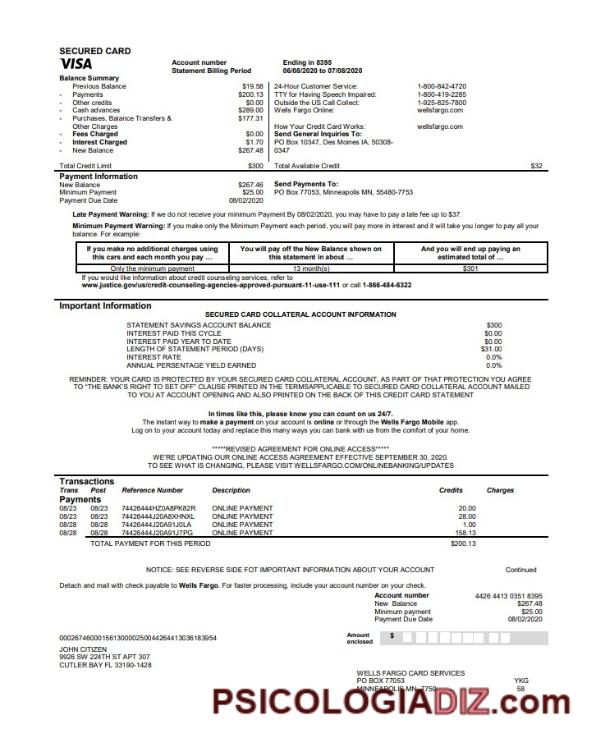 SECURED CARD
VISA
Account number Ending in 8395
Statement Billing Period 06/08/2020 to 07/08/2020
Balance Summary
Previous Balance $19.58
- Payments $200.13
- Other credits $0.00
- Cash advances $289.00
- Purchases, Balance Transfers & $177.31
Other Charges
- Fees Charged $0.00
- Interest Charged $1.70
- New Balance $267.48
24-Hour Customer Service: 1-800-842-4720
TTY for Having Speech Impaired: 1-800-419-2285
Outside the US Call Collect: 1-925-825-7800
Wells Fargo Online: wellsfargo.com
How Your Credit Card Works: wellsfargo.com
Send General Inquiries To:
PO Box 10347, Des Moines IA, 50308-
0347
Total Credit Limit $300 Total Available Credit $32
Payment Information
New Balance $267.46
Minimum Payment $25.00
Payment Due Date 08/02/2020
Send Payments To:
PO Box 77053, Minneapolis MN, 55480-7753
Late Payment Warning: If we do not receive your minimum Payment By 08/02/2020, you may have to pay a late fee up to $37.
Minimum Payment Warning: If you make only the Minimum Payment each period, you will pay more in interest and it will take you longer to pay all your
balance. For example:
If you make no additional charges using
this cars and each month you pay …
You will pay off the New Balance shown on
this statement in about …
And you will end up paying an
estimated total of …
Only the minimum payment 13 month(s) $301
If you would like information about credit counseling services, refer to
www.justice.gov/us/credit-counseling-agencies-approved-pursuant-11-use-111 or call 1-866-484-6322
Important Information
SECURED CARD COLLATERAL ACCOUNT INFORMATION
STATEMENT SAVINGS ACCOUNT BALANCE $300
INTEREST PAID THIS CYCLE $0.00
INTEREST PAID YEAR TO DATE $0.00
LENGTH OF STATEMENT PERIOD (DAYS) $31.00
INTEREST RATE 0.0%
ANNUAL PERSENTAGE YIELD EARNED 0.0%
REMINDER: YOUR CARD IS PROTECTED BY YOUR SECURED CARD COLLATERAL ACCOUNT, AS PART OF THAT PROTECTION YOU AGREE
TO "THE BANK'S RIGHT TO SET OFF" CLAUSE PRINTED IN THE TERMSAPPLICABLE TO SECURED CARD COLLATERAL ACCOUNT MAILED
TO YOU AT ACCOUNT OPENING AND ALSO PRINTED ON THE BACK OF THIS CREDIT CARD STATEMENT
In times like this, please know you can count on us 24/7.
The instant way to make a payment on your account is online or through the Wells Fargo Mobile app.
Log on to your account today and replace this many ways you can bank with us from the comfort of your home.
*****REVISED AGREEMENT FOR ONLINE ACCESS*****
WE'RE UPDATING OUR ONLINE ACCESS AGREEMENT EFFECTIVE SEPTEMBER 30, 2020.
TO SEE WHAT IS CHANGING, PLEASE VISIT WELLSFARGO.COM/ONLINEBANKING/UPDATES
Transactions
Trans Post Reference Number Description Credits Charges
Payments
08/23 08/23 74426444HZ0A8PK82R ONLINE PAYMENT 20.00
08/23 08/23 74426444J20A8XHNXL ONLINE PAYMENT 28.00
08/28 08/28 74426444J20A91J0LA ONLINE PAYMENT 1.00
08/28 08/28 74426444J20A91J7PG ONLINE PAYMENT 158.13
TOTAL PAYMENT FOR THIS PERIOD $200.13
NOTICE: SEE REVERSE SIDE FOT IMPORTANT INFORMATION ABOUT YOUR ACCOUNT Continued
Detach and mail with check payable to Wells Fargo. For faster processing, include your account number on your check.
Account number 4426 4413 0351 8395
New Balance $267.48
Minimum payment $25.00
Payment Due Date 08/02/2020
Amount
enclosed
$
00026746000156130000250044264413036183954
JOHN CITIZEN
9926 SW 224TH ST APT 307
CUTLER BAY FL 33190-1428
WELLS FARGO CARD SERVICES
PO BOX 77053 YKG
MINNEAPOLIS MN 7750 58
PSICOLOGIADIZ.com